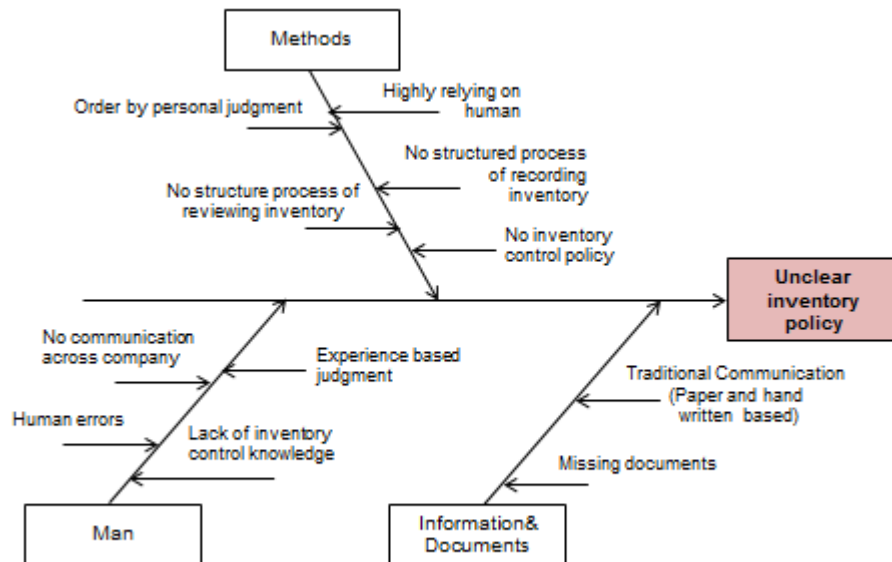 Methods
Highly relying on
human
Order by personal judgment
No structured process
of recording
inventory
No structure process of
reviewing inventory
No inventory
control policy
Unclear
inventory
policy
No communication
across company
Experience based
judgment
Traditional Communication
(Paper and hand
written based)
Human errors
Lack of inventory
control knowledge
Missing documents
Man
Information&
Documents